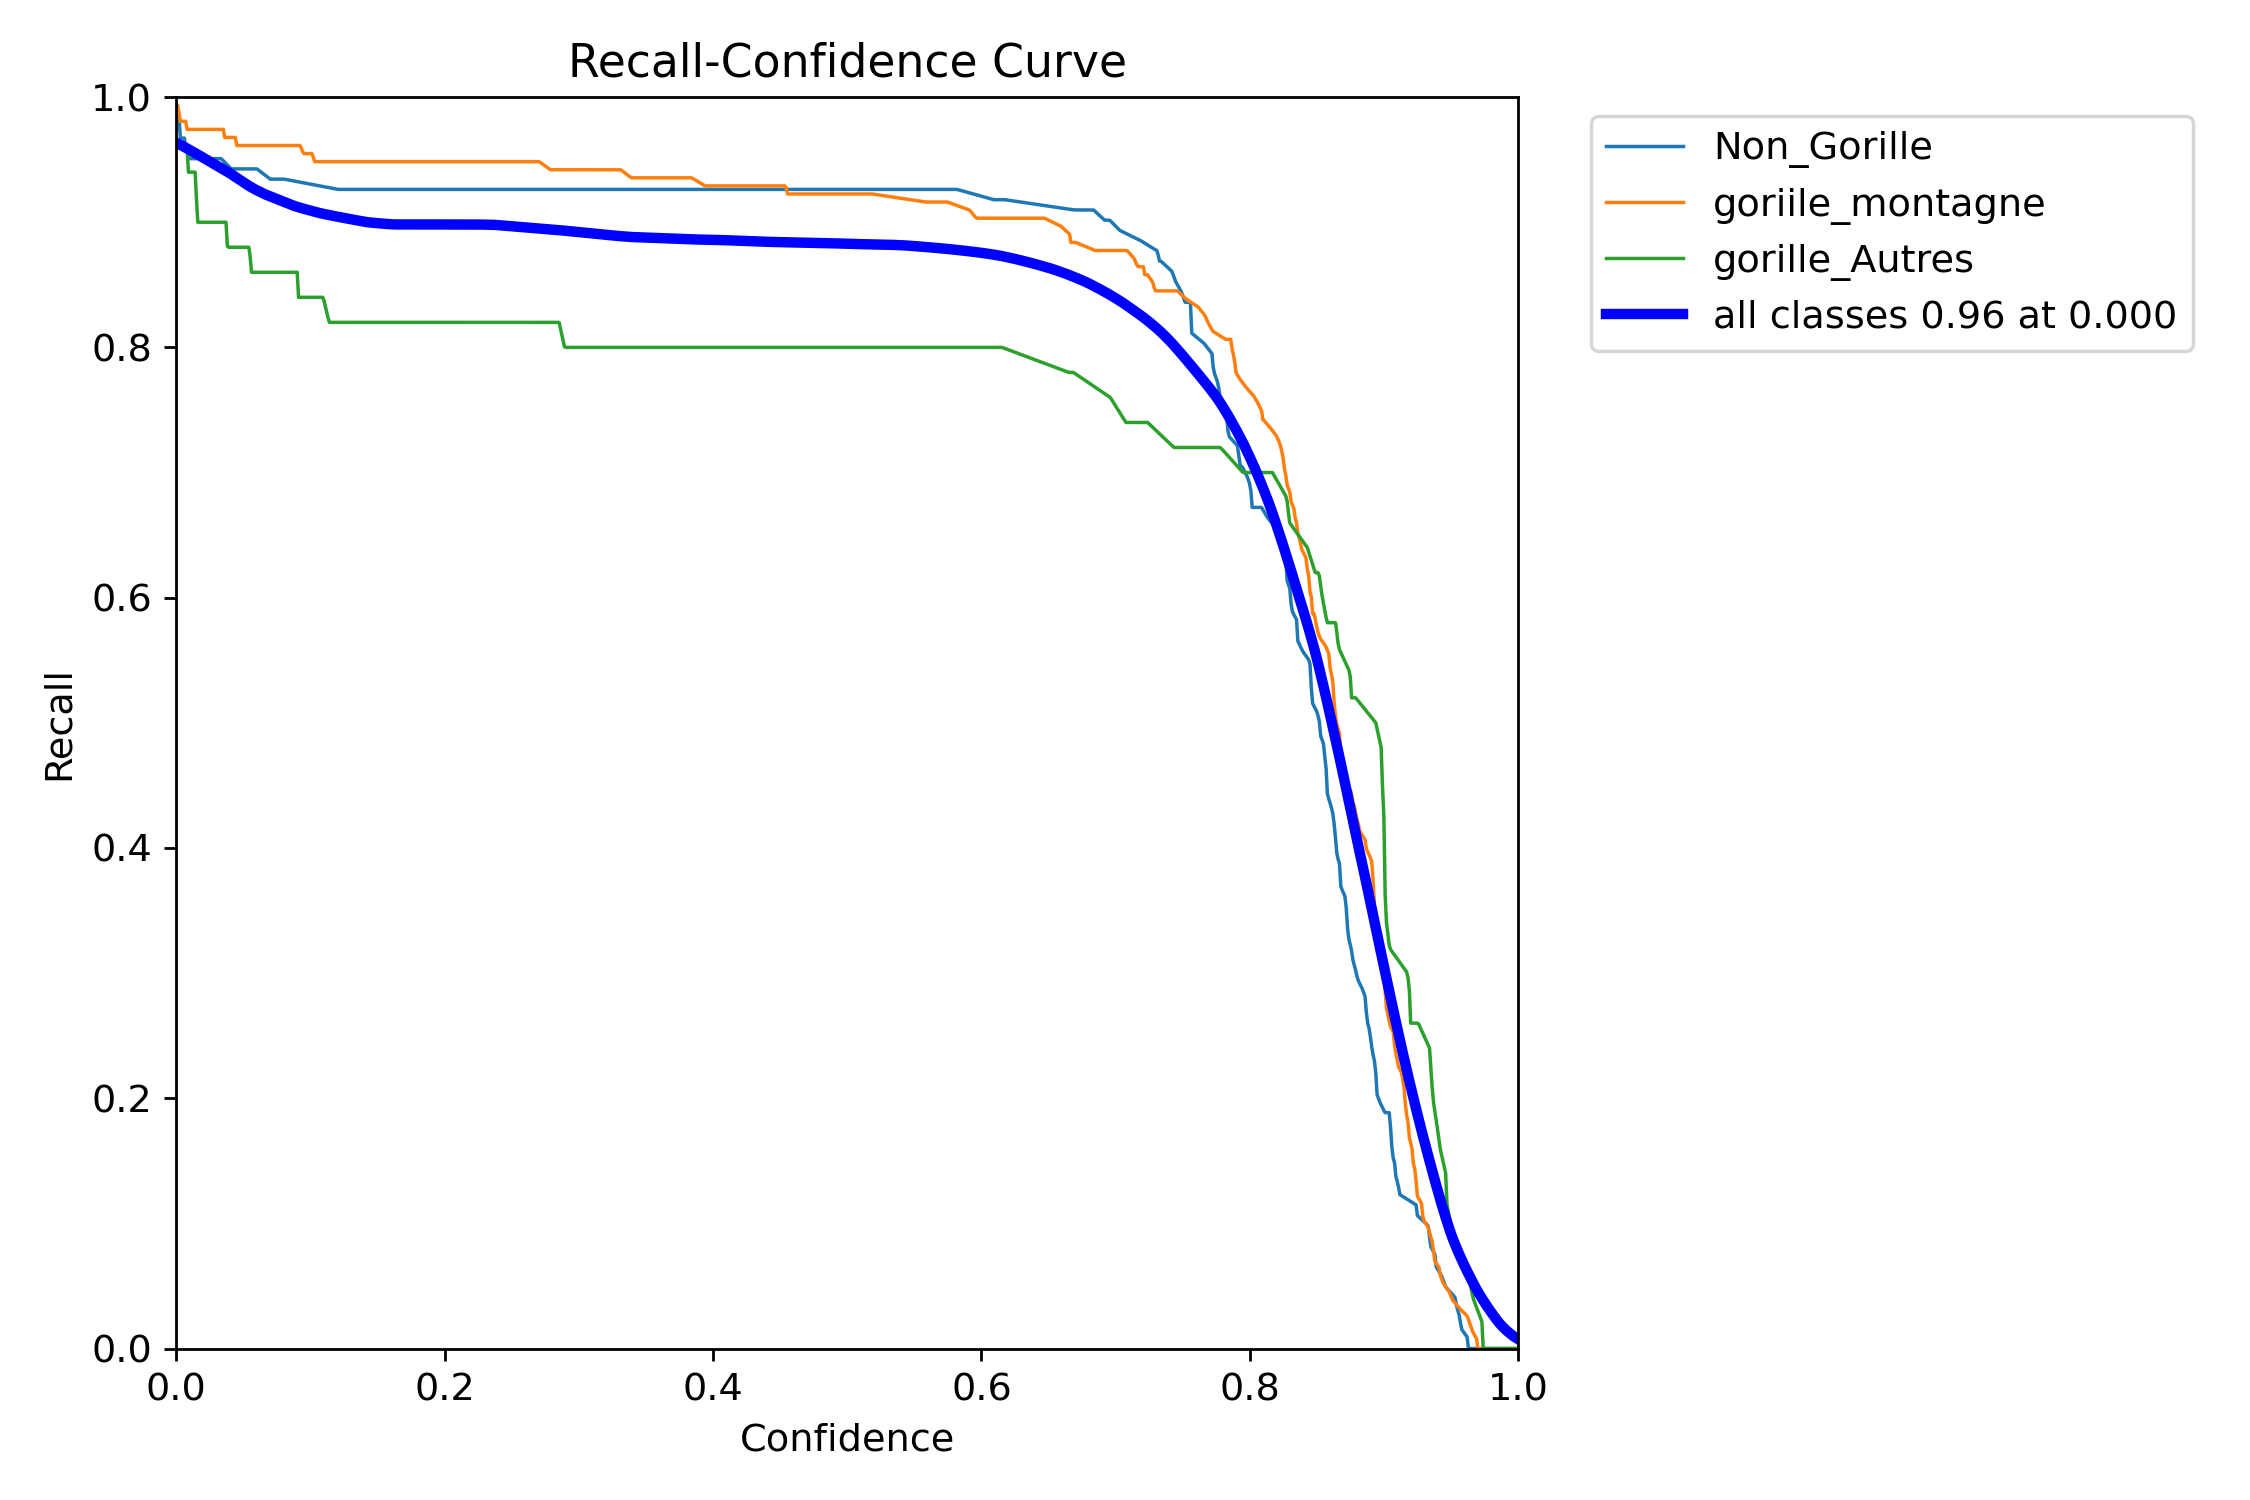 Recall-Confidence Curve
1.0
0.8
0.6
0.4
0.2
0.0
Recall
0.0 0.2 0.4 0.6 0.8 1.0
Confidence
Non_Gorille
goriile_montagne
gorille_Autres
all classes 0.96 at 0.000